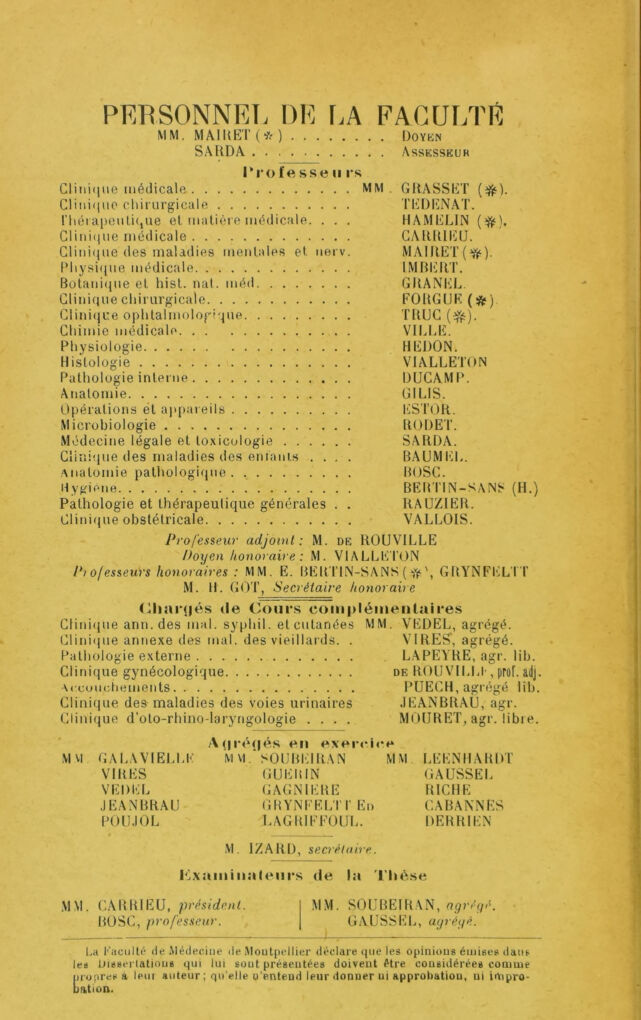 PERSONNEL DE LA FACULTÉ
MM. MAIRET (✻) . . . . . . . . DOYEN
SARDA . . . . . . . . . . . ASSESSEUR
Professeurs
Clinique médicale. . . . . . . . . . . . . . MM. GRASSET (✻).
Clinique chirurgicale . . . . . . . . . . . TEDENAT.
Thérapeutique et matière médicale. . . . HAMELIN (✻).
Clinique médicale . . . . . . . . . . . . . CARRIEU.
Clinique des maladies mentales et nerv. MAIRET (✻).
Physique médicale. . . . . . . . . . . . . IMBERT.
Botanique et hist. nat. méd. . . . . . . . GRANEL.
Clinique chirurgicale. . . . . . . . . . . . FORGUE (✻)
Clinique ophtalmologique. . . . . . . . . TRUC (✻).
Chimie médicale. . . . . . . . . . . . . . VILLE.
Physiologie. . . . . . . . . . . . . . . . . HEDON.
Histologie . . . . . . . . . . . . . . . . . VIALLETON
Pathologie interne . . . . . . . . . . . . . DUCAMP.
Anatomie. . . . . . . . . . . . . . . . . . GILIS.
Opérations et appareils . . . . . . . . . . ESTOR.
Microbiologie . . . . . . . . . . . . . . . RODET.
Médecine légale et toxicologie . . . . . . SARDA.
Clinique des maladies des enfants . . . . BAUMEL.
Anatomie pathologique . . . . . . . . . . BOSC.
Hygiène. . . . . . . . . . . . . . . . . . . BERTIN-SANS (H.)
Pathologie et thérapeutique générales . . RAUZIER.
Clinique obstétricale. . . . . . . . . . . . VALLOIS.
Professeur adjoint : M. DE ROUVILLE
Doyen honoraire : M. VIALLETON
Professeurs honoraires : MM. E. BERTIN-SANS (✻), GRYNFELTT
M. H. GOT, Secrétaire honoraire
Chargés de Cours complémentaires
Clinique ann. des mal. syphil. et cutanées MM. VEDEL, agrégé.
Clinique annexe des mal. des vieillards. . VIRES, agrégé.
Pathologie externe . . . . . . . . . . . . . LAPEYRE, agr. lib.
Clinique gynécologique. . . . . . . . . . . DE ROUVILLE, prof. adj.
Accouchements. . . . . . . . . . . . . . . PUECH, agrégé lib.
Clinique des maladies des voies urinaires JEANBRAU, agr.
Clinique d'oto-rhino-laryngologie . . . . MOURET, agr. libre.
Agrégés en exercice
MM GALAVIELLE MM. SOUBEIRAN MM LEENHARDT
VIRES GUERIN GAUSSEL
VEDEL GAGNIERE RICHE
JEANBRAU GRYNFELTT ED CABANNES
POUJOL LAGRIFFOUL. DERRIEN
M. IZARD, secrétaire.
Examinateurs de la Thèse
MM. CARRIEU, président. MM. SOUBEIRAN, agrégé.
BOSC, professeur. GAUSSEL, agrégé.
La Faculté de Médecine de Montpellier déclare que les opinions émises dans
les Dissertations qui lui sont présentées doivent être considérées comme
propres à leur auteur ; qu'elle n'entend leur donner ni approbation, ni impro-
bation.